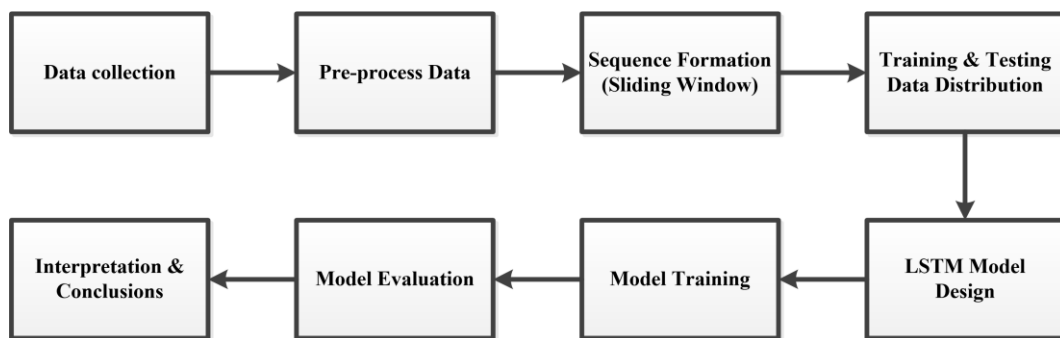 Data collection
Pre-process Data
Sequence Formation
(Sliding Window)
Training & Testing
Data Distribution
LSTM Model
Design
Model Training
Model Evaluation
Interpretation &
Conclusions